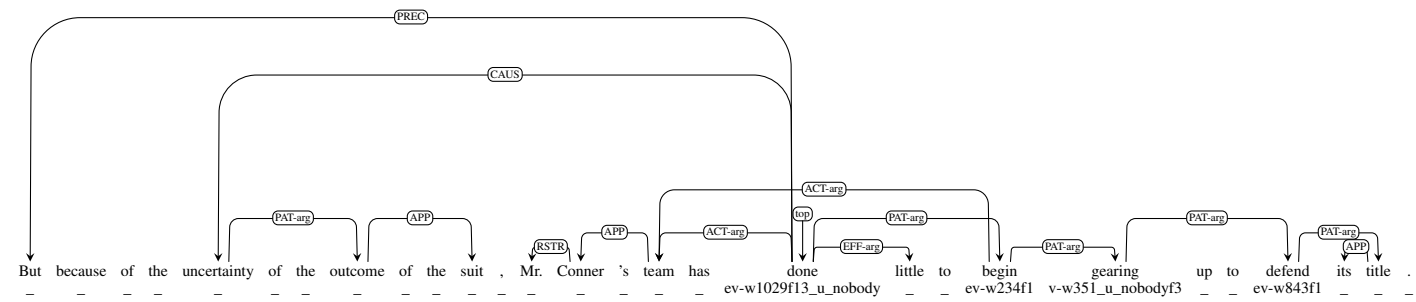 PREC
CAUS
ACT-arg
PAT-arg APP top PAT-arg PAT-arg
RSTR APP ACT-arg EFF-arg PAT-arg PAT-arg APP
But because of the uncertainty of the outcome of the suit , Mr. Conner 's team has done little to begin gearing up to defend its title .
_ _ _ _ _ _ _ _ _ _ _ _ _ _ _ _ _ ev-w1029f13_u_nobody _ _ ev-w234f1 v-w351_u_nobodyf3 _ _ ev-w843f1 _ _ _